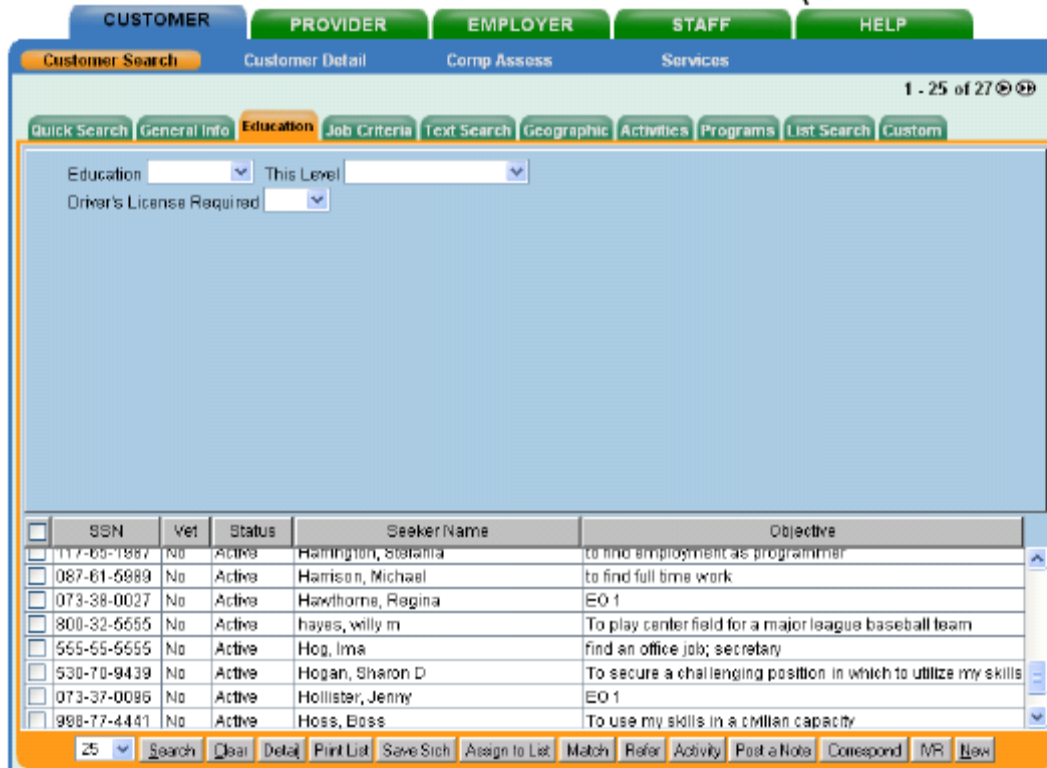 CUSTOMER PROVIDER EMPLOYER STAFF HELP
Customer Search Customer Detail Comp Assess Services
1 - 25 of 27
Quick Search General Info Education Job Criteria Text Search Geographic Activities Programs List Search Custom
Education This Level
Driver's License Required
SSN Vet Status Seeker Name Objective
117-65-1987 No Active Harrington, Stefania to find employment as programmer
087-61-5989 No Active Harrison, Michael to find full time work
073-38-0027 No Active Hawthorne, Regina EO 1
800-32-5555 No Active hayes, willy m To play center field for a major league baseball team
555-55-5555 No Active Hog, Ima find an office job; secretary
530-70-9439 No Active Hogan, Sharon D To secure a challenging position in which to utilize my skills
073-37-0096 No Active Hollister, Jenny EO 1
998-77-4441 No Active Hoss, Boss To use my skills in a civilian capacity
25 Search Clear Detail Print List Save Srch Assign to List Match Refer Activity Post a Note Correspond IVR New